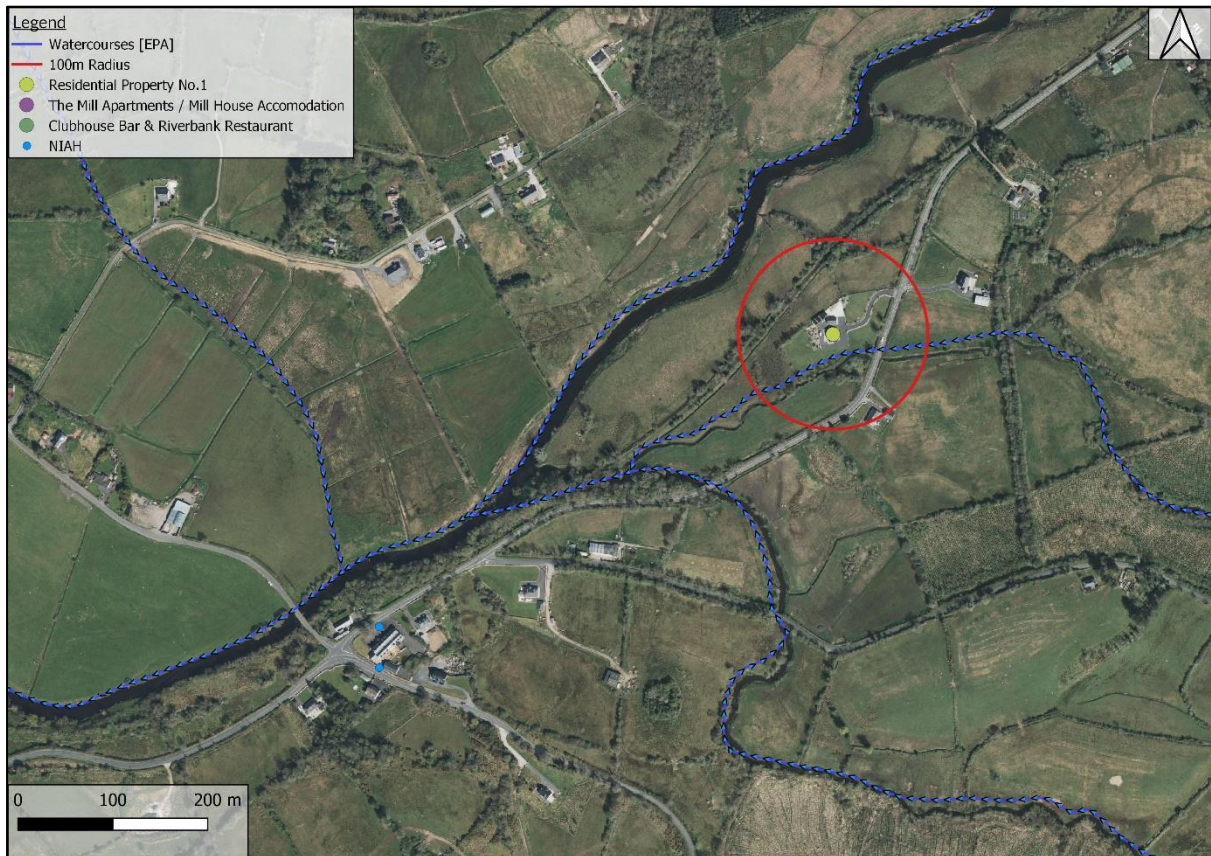 Legend
Watercourses [EPA]
100m Radius
Residential Property No.1
The Mill Apartments / Mill House Accomodation
Clubhouse Bar & Riverbank Restaurant
NIAH
0 100 200 m